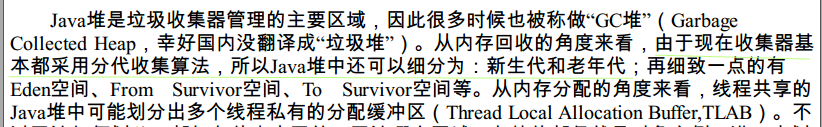 Java堆是垃圾收集器管理的主要区域，因此很多时候也被称做“GC堆”（Garbage
Collected Heap，幸好国内没翻译成“垃圾堆”）。从内存回收的角度来看，由于现在收集器基
本都采用分代收集算法，所以Java堆中还可以细分为：新生代和老年代；再细致一点的有
Eden空间、From Survivor空间、To Survivor空间等。从内存分配的角度来看，线程共享的
Java堆中可能划分出多个线程私有的分配缓冲区（Thread Local Allocation Buffer,TLAB）。不